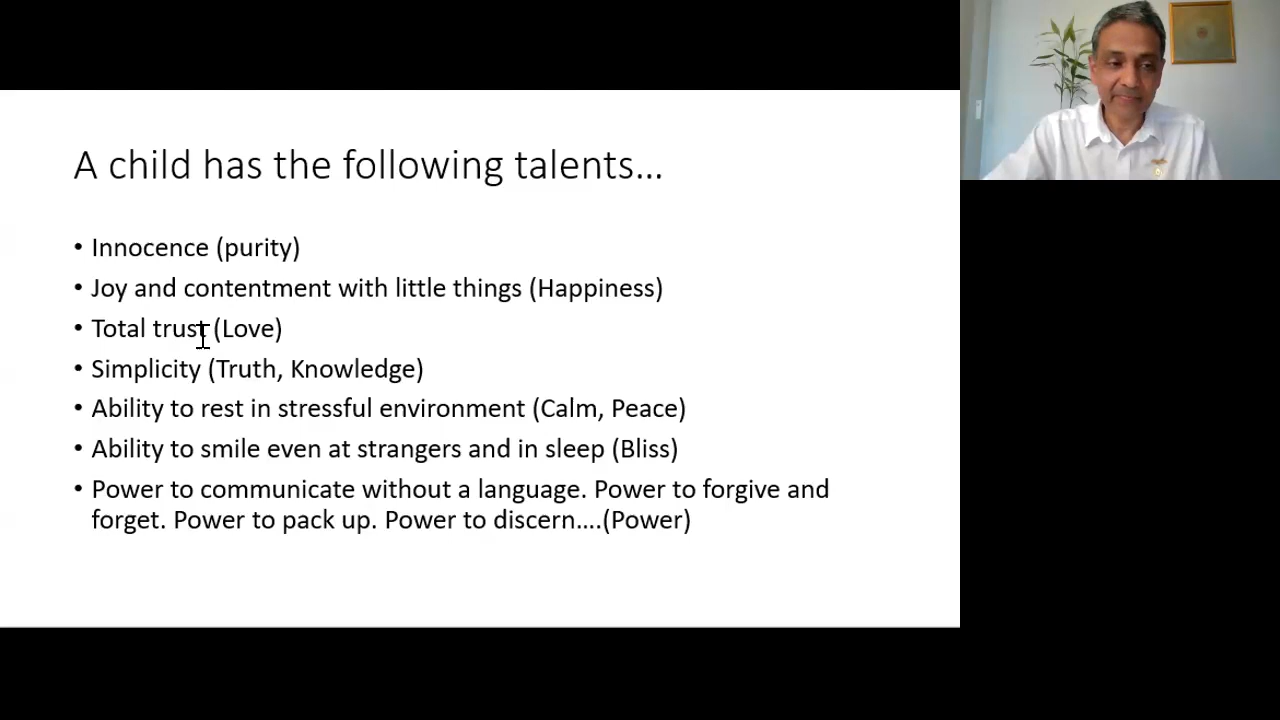 A child has the following talents…
• Innocence (purity)
• Joy and contentment with little things (Happiness)
• Total trust (Love)
• Simplicity (Truth, Knowledge)
• Ability to rest in stressful environment (Calm, Peace)
• Ability to smile even at strangers and in sleep (Bliss)
• Power to communicate without a language. Power to forgive and
forget. Power to pack up. Power to discern….(Power)